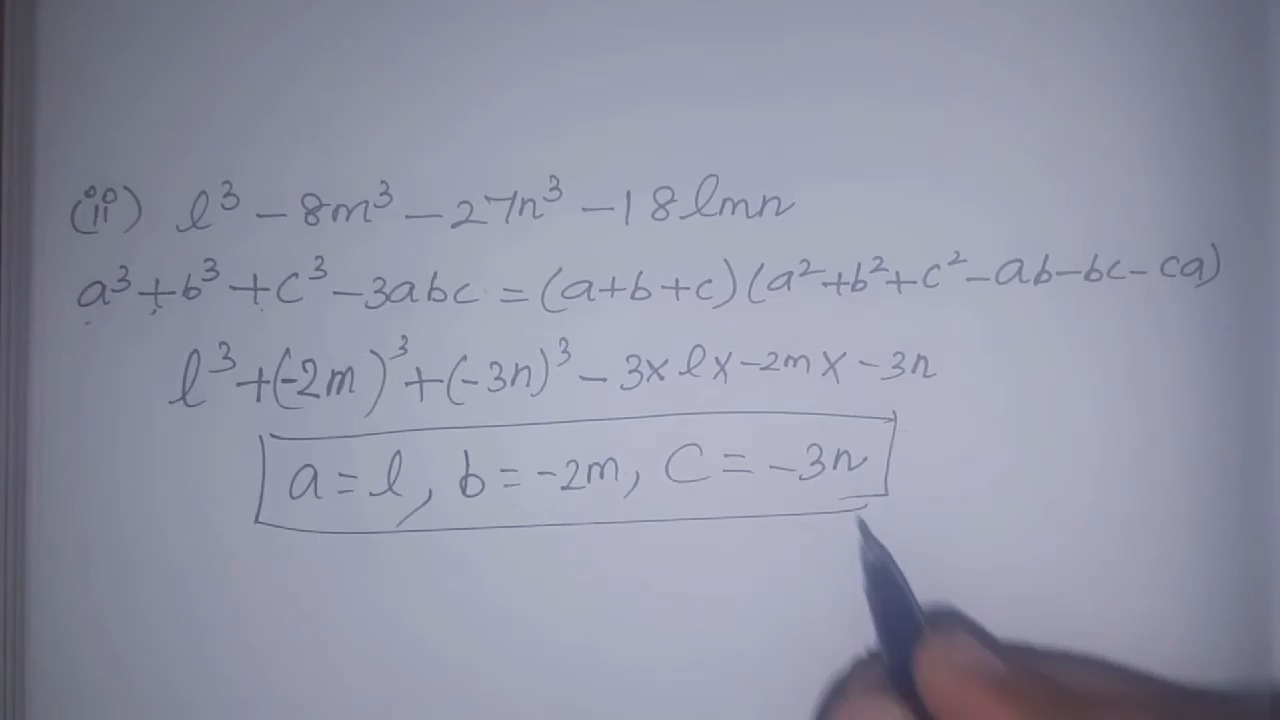 (ii) l³ - 8m³ - 27n³ - 18lmn
a³ + b³ + c³ - 3abc = (a+b+c) (a² + b² + c² - ab - bc - ca)
l³ + (-2m)³ + (-3n)³ - 3 x l x -2m x -3n
a = l, b = -2m, C = -3n